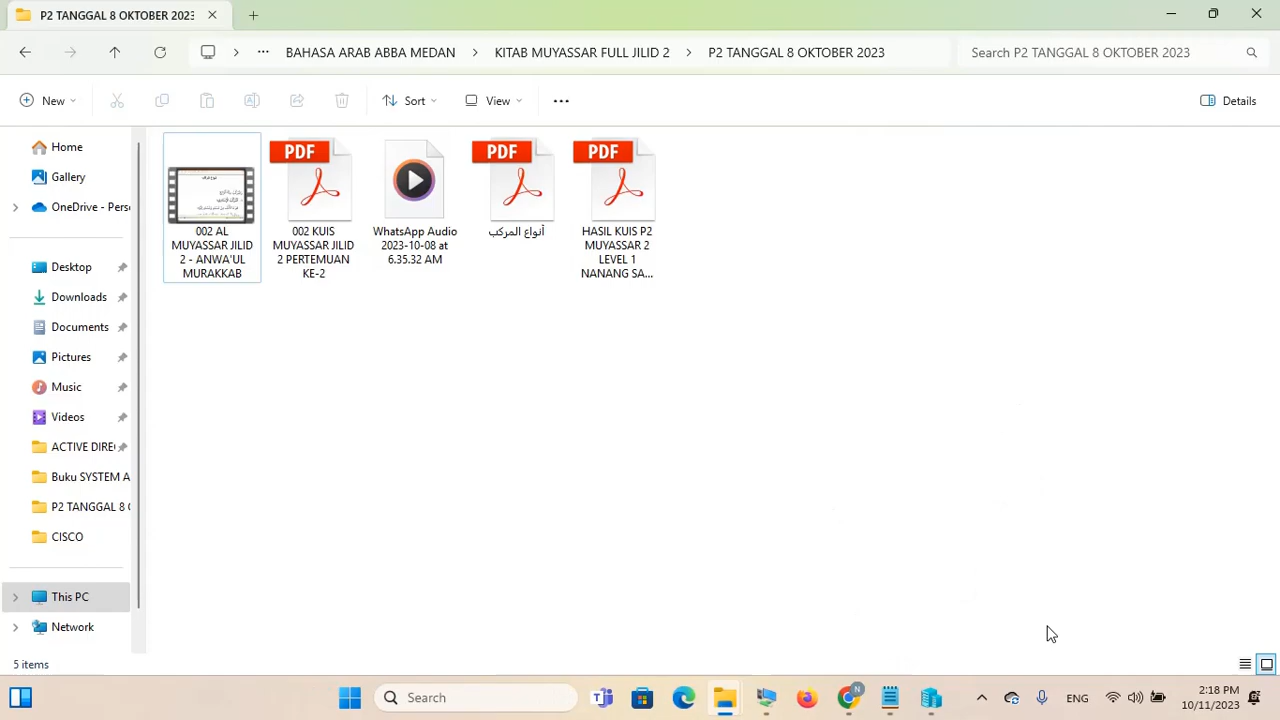 P2 TANGGAL 8 OKTOBER 2023
BAHASA ARAB ABBA MEDAN
KITAB MUYASSAR FULL JILID 2
P2 TANGGAL 8 OKTOBER 2023
Search P2 TANGGAL 8 OKTOBER 2023
New
Sort
View
Details
Home
Gallery
OneDrive - Pers
Desktop
Downloads
Documents
Pictures
Music
Videos
ACTIVE DIRE
Buku SYSTEM A
P2 TANGGAL 8 O
CISCO
This PC
Network
002 AL
MUYASSAR JILID
2 - ANWA'UL
MURAKKAB
PDF
002 KUIS
MUYASSAR JILID
2 PERTEMUAN
KE-2
WhatsApp Audio
2023-10-08 at
6.35.32 AM
PDF
أنواع المركب
PDF
HASIL KUIS P2
MUYASSAR 2
LEVEL 1
NANANG SA...
5 items
Search
N
ENG
2:18 PM
10/11/2023